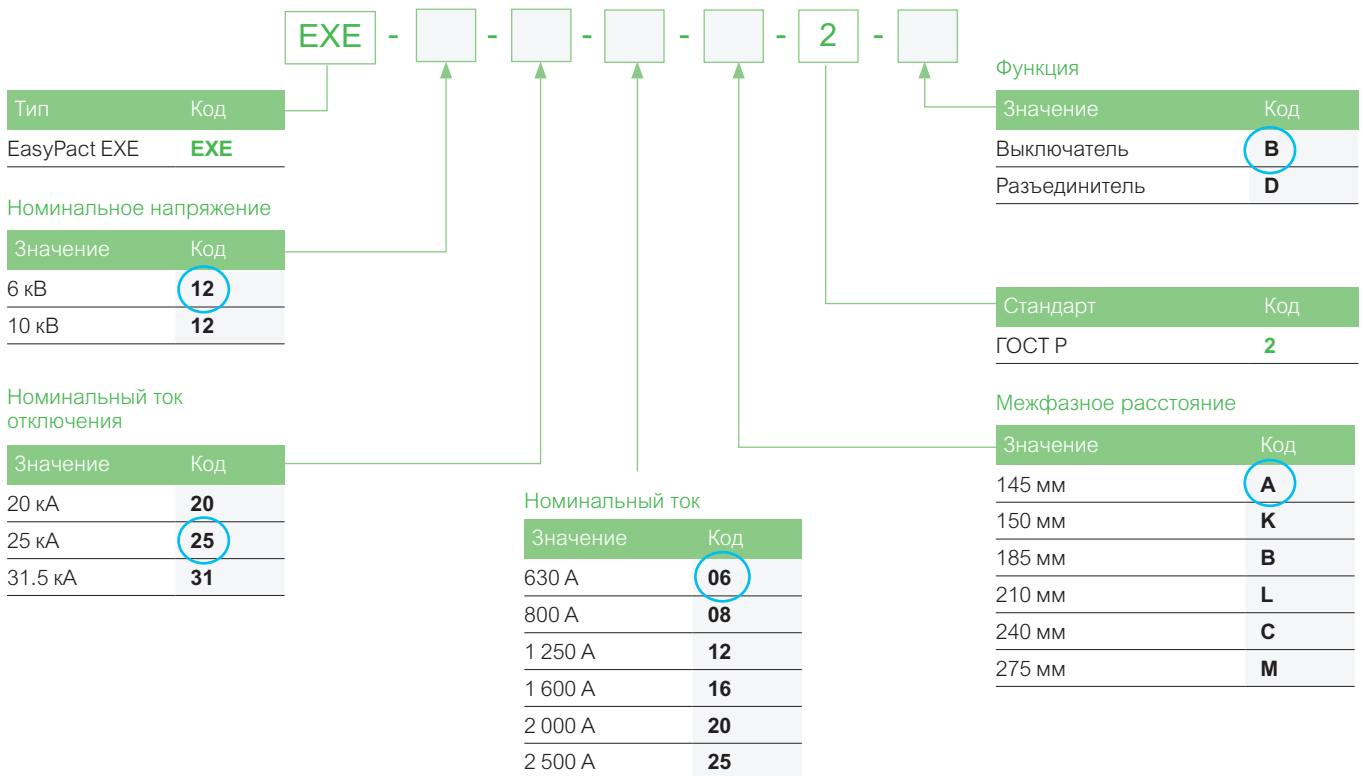 EXE - - - - - 2 -
Тип Код
EasyPact EXE EXE
Номинальное напряжение
Значение Код
6 кВ 12
10 кВ 12
Номинальный ток
отключения
Значение Код
20 кА 20
25 кА 25
31.5 кА 31
Номинальный ток
Значение Код
630 А 06
800 А 08
1 250 А 12
1 600 А 16
2 000 А 20
2 500 А 25
Функция
Значение Код
Выключатель B
Разъединитель D
Стандарт Код
ГОСТ Р 2
Межфазное расстояние
Значение Код
145 мм A
150 мм K
185 мм B
210 мм L
240 мм C
275 мм M